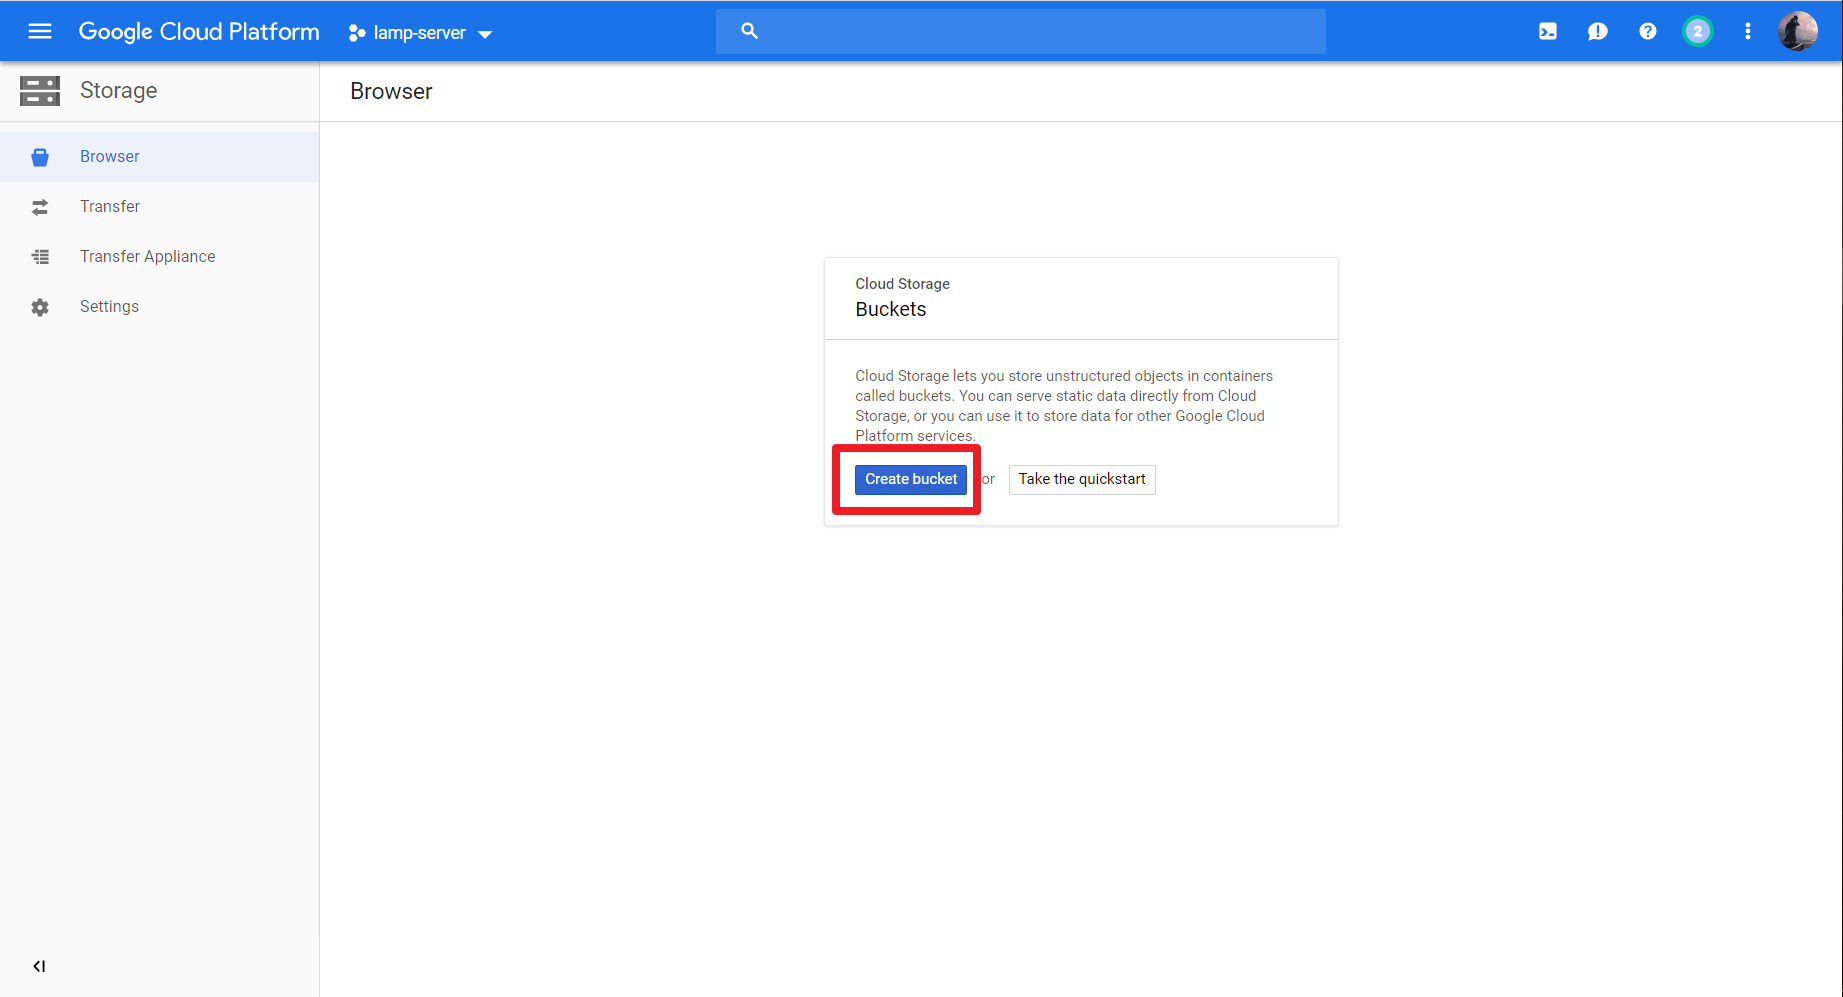 Google Cloud Platform
lamp-server
2
Storage
Browser
Browser
Transfer
Transfer Appliance
Settings
Cloud Storage
Buckets
Cloud Storage lets you store unstructured objects in containers
called buckets. You can serve static data directly from Cloud
Storage, or you can use it to store data for other Google Cloud
Platform services.
Create bucket or Take the quickstart